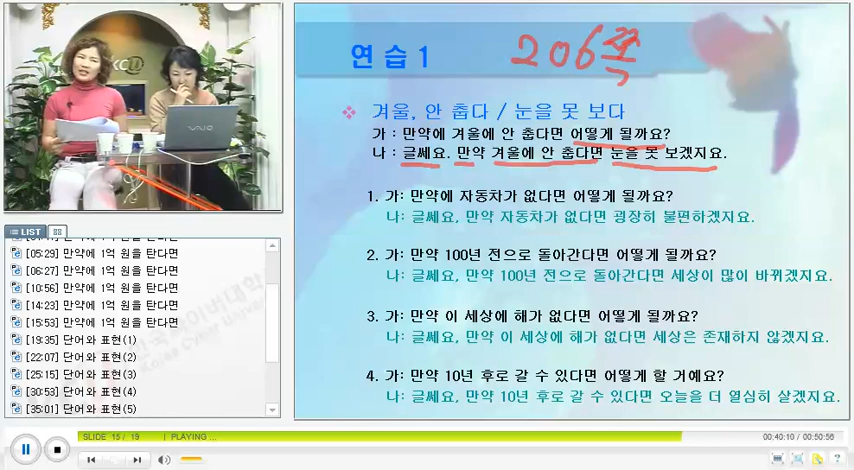 연습1
206쪽
겨울, 안 춥다 / 눈을 못 보다
가 : 만약에 겨울에 안 춥다면 어떻게 될까요?
나 : 글쎄요. 만약 겨울에 안 춥다면 눈을 못 보겠지요.
1. 가: 만약에 자동차가 없다면 어떻게 될까요?
나: 글쎄요, 만약 자동차가 없다면 굉장히 불편하겠지요.
2. 가: 만약 100년 전으로 돌아간다면 어떻게 될까요?
나: 글쎄요, 만약 100년 전으로 돌아간다면 세상이 많이 바뀌겠지요.
3. 가: 만약 이 세상에 해가 없다면 어떻게 될까요?
나: 글쎄요, 만약 이 세상에 해가 없다면 세상은 존재하지 않겠지요.
4. 가: 만약 10년 후로 갈 수 있다면 어떻게 할 거예요?
나: 글쎄요, 만약 10년 후로 갈 수 있다면 오늘을 더 열심히 살겠지요.
VAIO
LIST
[05:29] 만약에 1억 원을 탄다면
[06:27] 만약에 1억 원을 탄다면
[10:56] 만약에 1억 원을 탄다면
[14:23] 만약에 1억 원을 탄다면
[15:53] 만약에 1억 원을 탄다면
[19:35] 단어와 표현(1)
[22:07] 단어와 표현(2)
[25:15] 단어와 표현(3)
[30:53] 단어와 표현(4)
[35:01] 단어와 표현(5)
SLIDE 15 / 19 | PLAYING ...
00:40:10 / 00:50:56